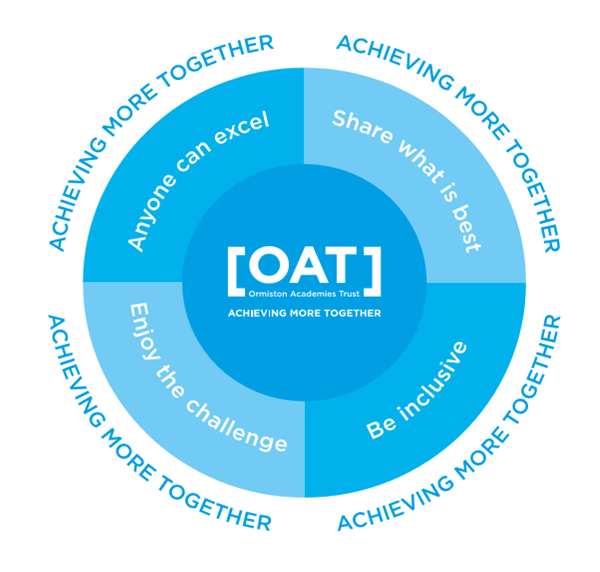 ACHIEVING MORE TOGETHER
ACHIEVING MORE TOGETHER
Anyone can excel
Share what is best
[OAT]
Ormiston Academies Trust
ACHIEVING MORE TOGETHER
Enjoy the challenge
Be inclusive
ACHIEVING MORE TOGETHER
ACHIEVING MORE TOGETHER